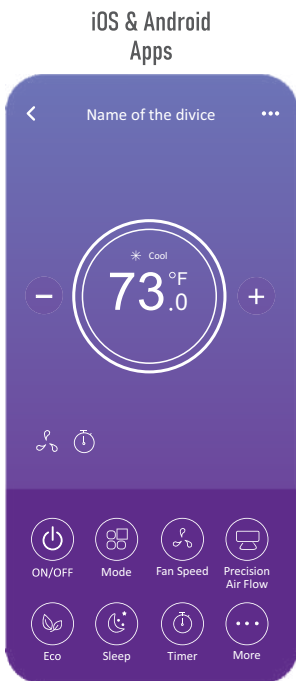 iOS & Android
Apps
Name of the divice
Cool
73.0 °F
ON/OFF
Mode
Fan Speed
Precision
Air Flow
Eco
Sleep
Timer
More